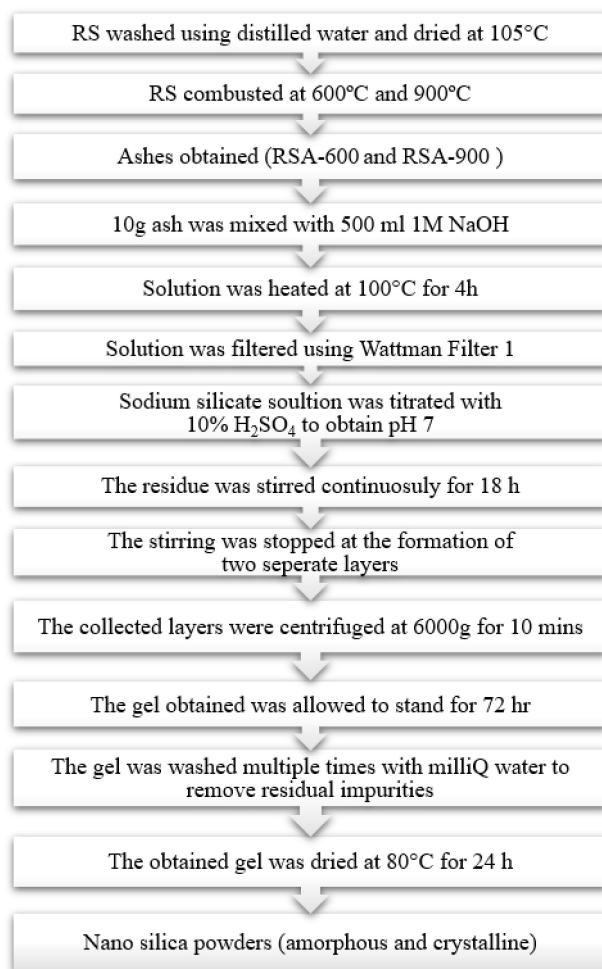 RS washed using distilled water and dried at 105°C
RS combusted at 600ºC and 900ºC
Ashes obtained (RSA-600 and RSA-900 )
10g ash was mixed with 500 ml 1M NaOH
Solution was heated at 100°C for 4h
Solution was filtered using Wattman Filter 1
Sodium silicate soultion was titrated with
10% H₂SO₄ to obtain pH 7
The residue was stirred continuosuly for 18 h
The stirring was stopped at the formation of
two seperate layers
The collected layers were centrifuged at 6000g for 10 mins
The gel obtained was allowed to stand for 72 hr
The gel was washed multiple times with milliQ water to
remove residual impurities
The obtained gel was dried at 80°C for 24 h
Nano silica powders (amorphous and crystalline)